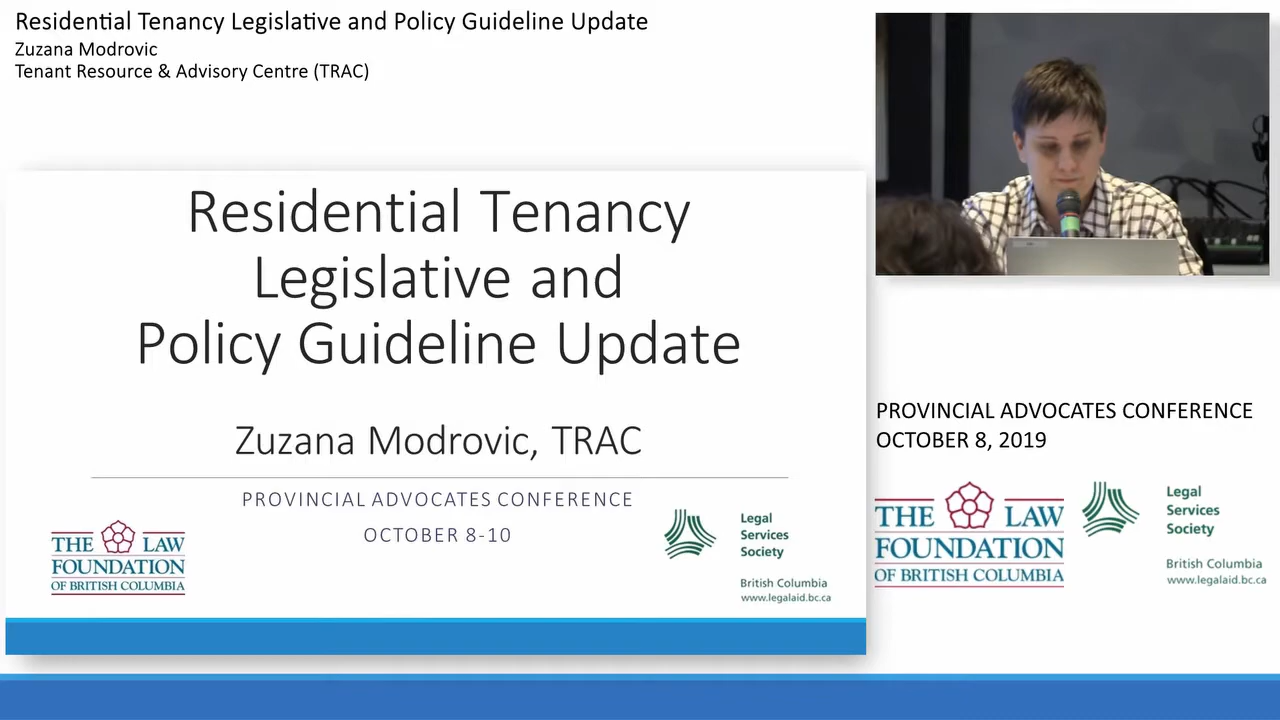 Residential Tenancy Legislative and Policy Guideline Update
Zuzana Modrovic
Tenant Resource & Advisory Centre (TRAC)
Residential Tenancy
Legislative and
Policy Guideline Update
Zuzana Modrovic, TRAC
PROVINCIAL ADVOCATES CONFERENCE
OCTOBER 8-10
THE LAW
FOUNDATION
OF BRITISH COLUMBIA
Legal
Services
Society
British Columbia
www.legalaid.bc.ca
PROVINCIAL ADVOCATES CONFERENCE
OCTOBER 8, 2019
THE LAW
FOUNDATION
OF BRITISH COLUMBIA
Legal
Services
Society
British Columbia
www.legalaid.bc.ca